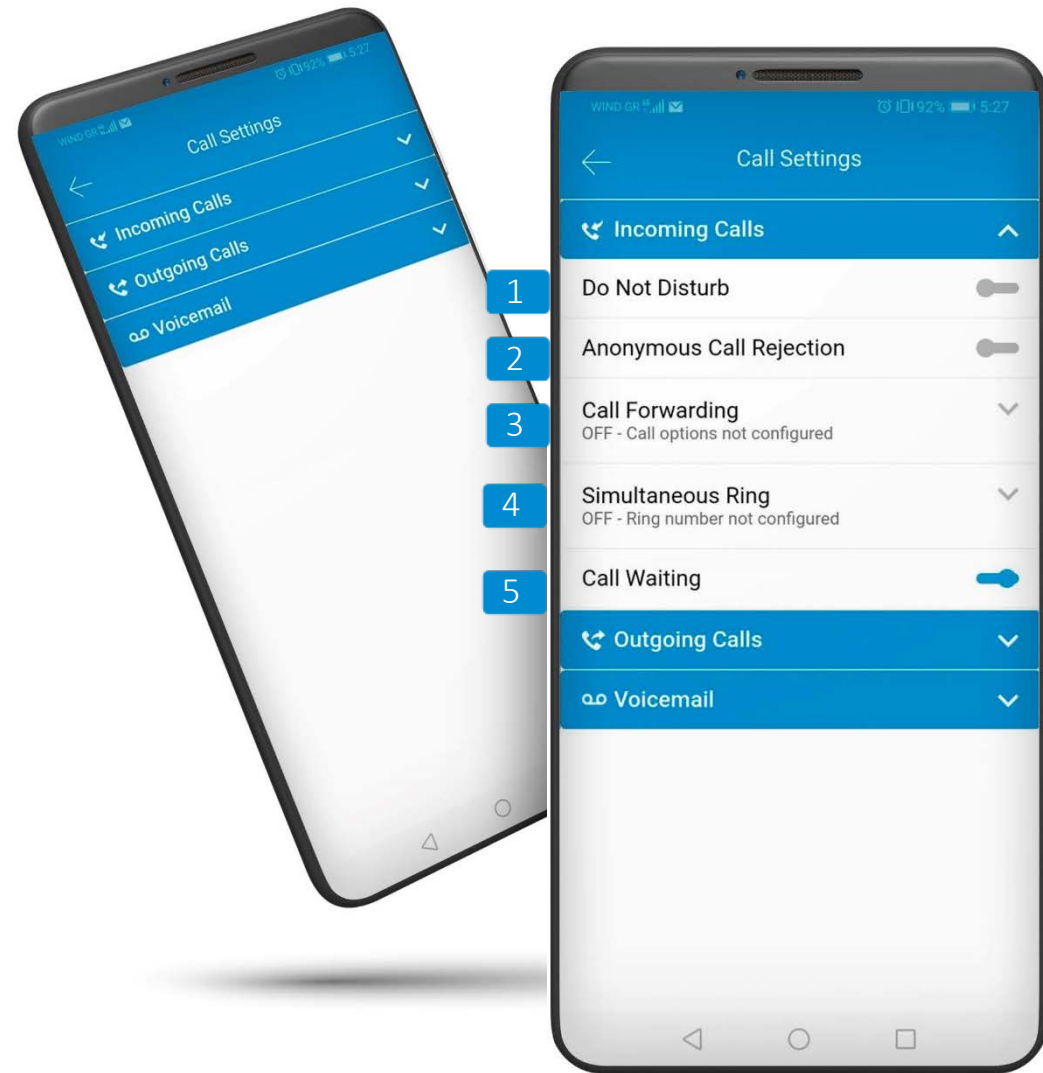 WIND GR 92% 5:27
Call Settings
Incoming Calls
Outgoing Calls
Voicemail
WIND GR 92% 5:27
Call Settings
Incoming Calls
1 Do Not Disturb
2 Anonymous Call Rejection
3 Call Forwarding
OFF - Call options not configured
4 Simultaneous Ring
OFF - Ring number not configured
5 Call Waiting
Outgoing Calls
Voicemail